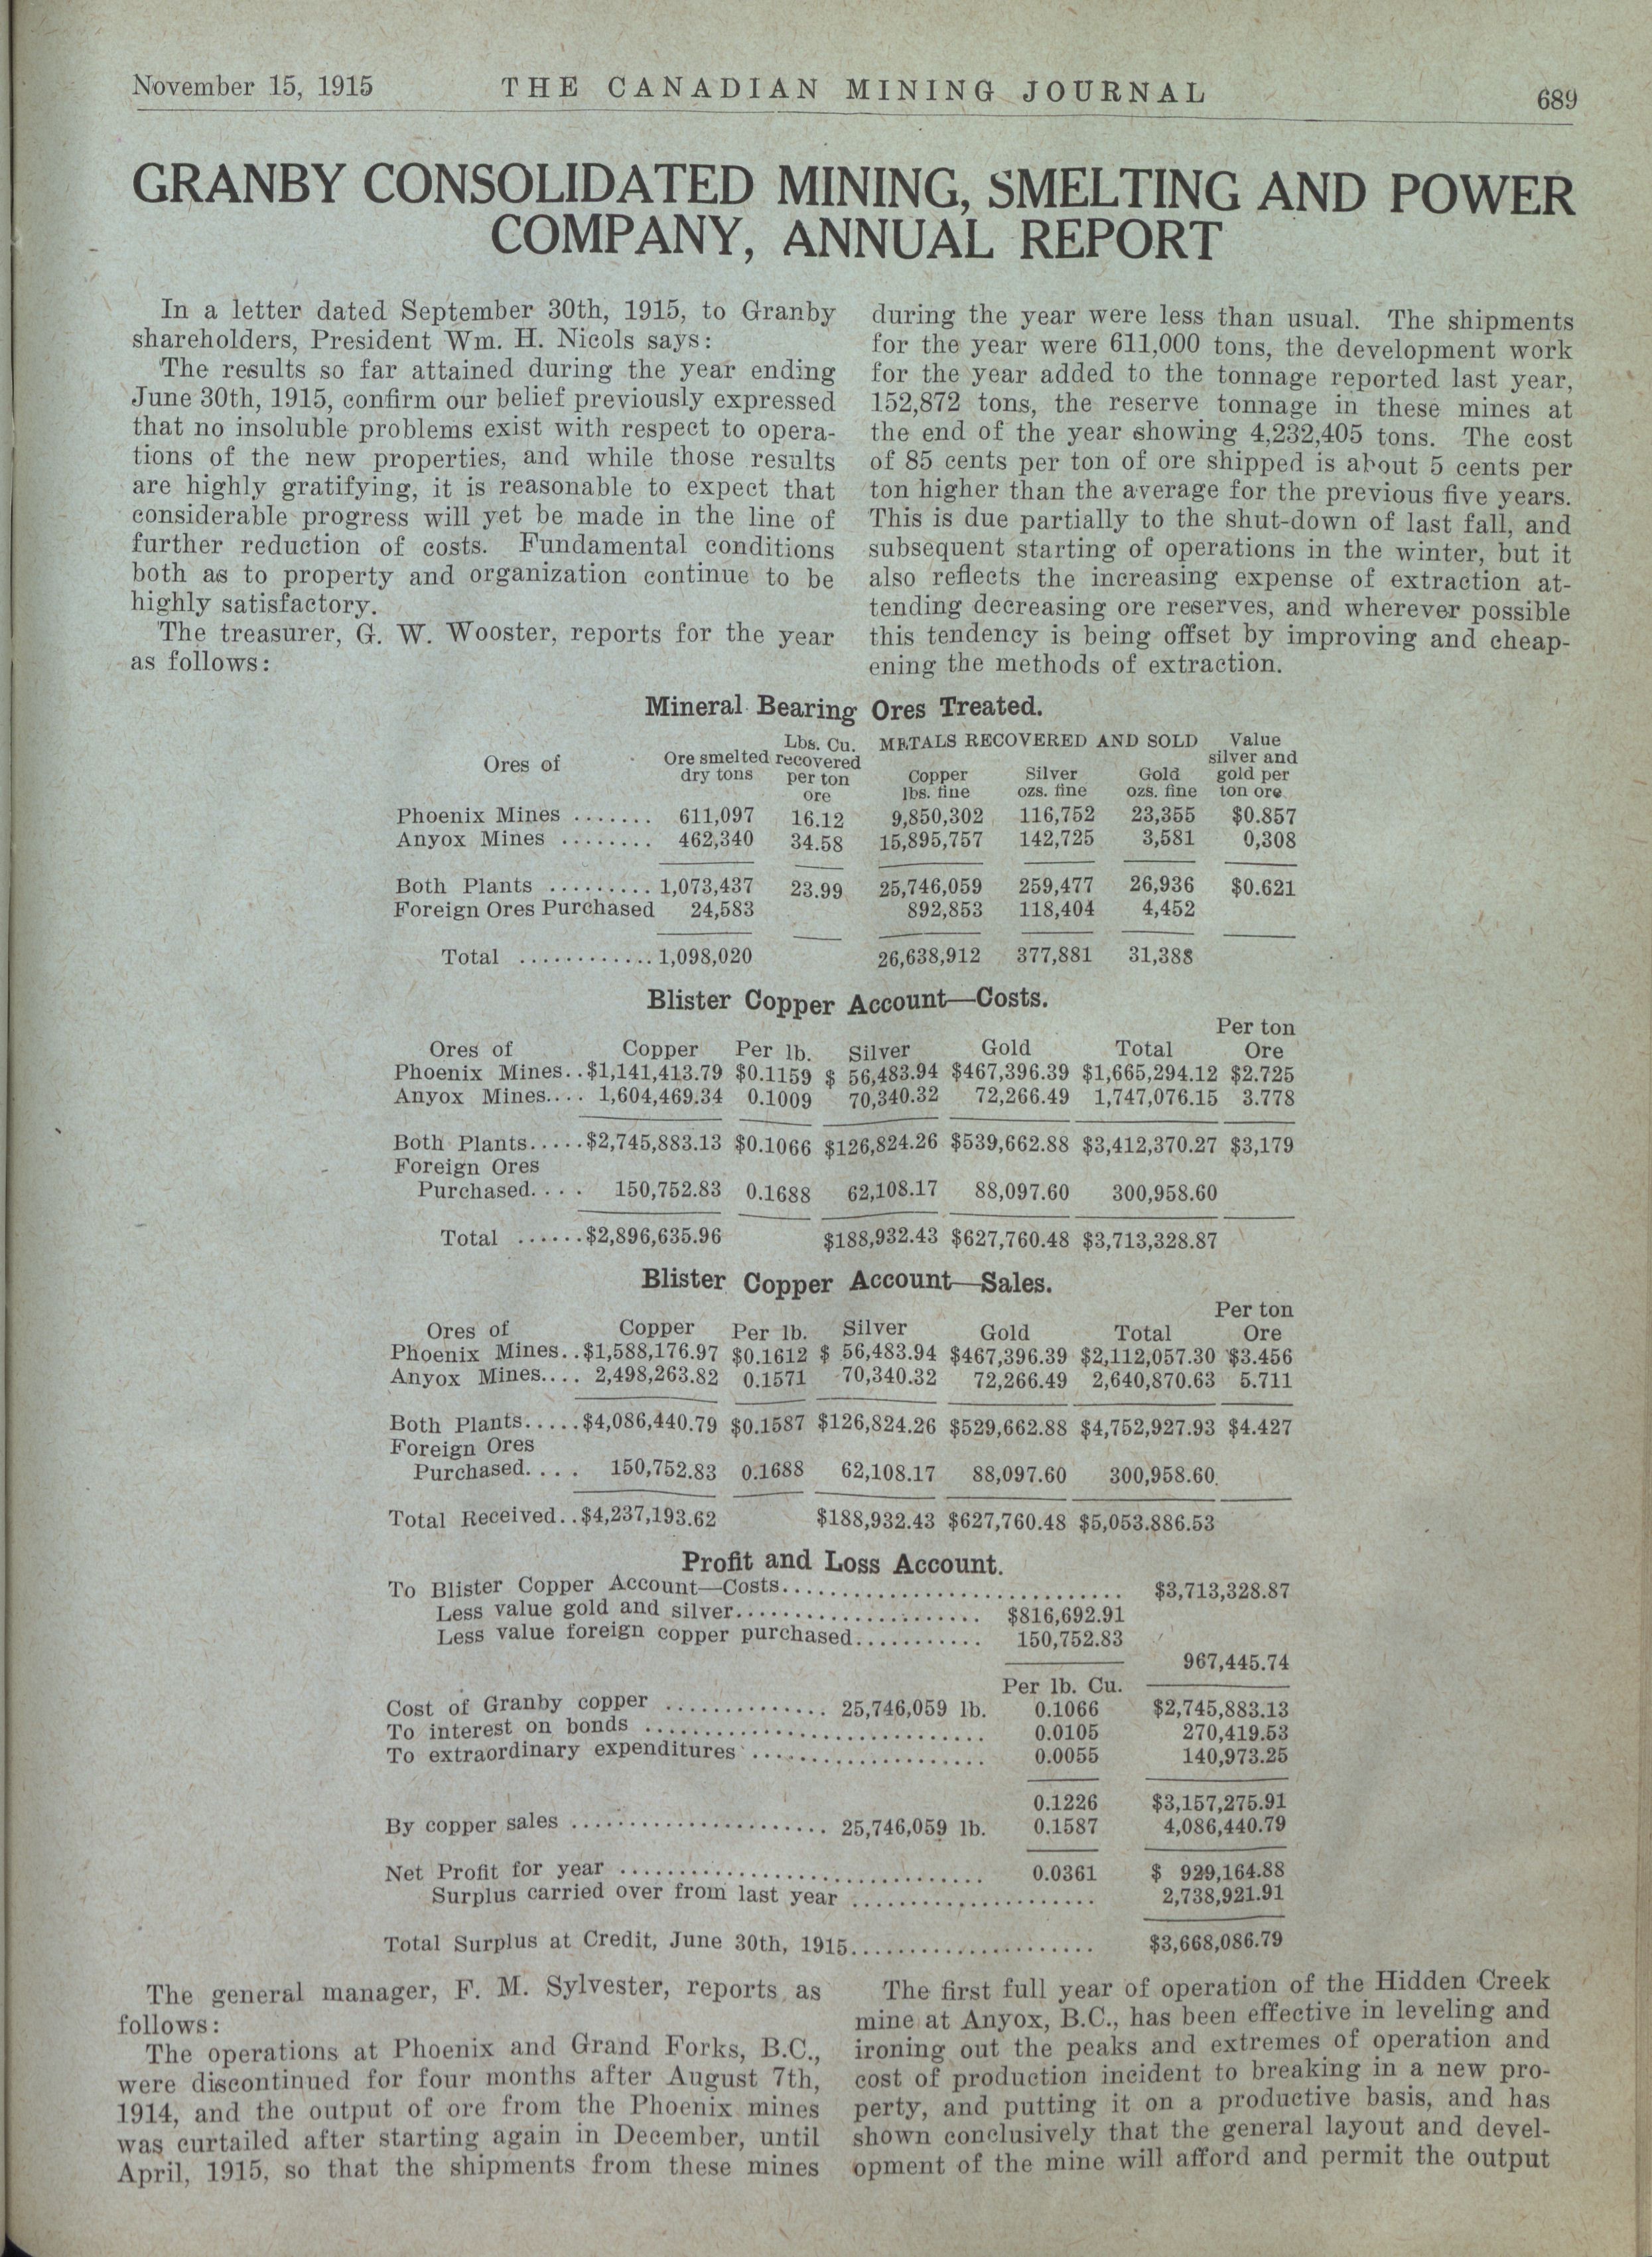 November 15, 1915 THE CANADIAN MINING JOURNAL 689
GRANBY CONSOLIDATED MINING, SMELTING AND POWER
COMPANY, ANNUAL REPORT
In a letter dated September 30th, 1915, to Granby
shareholders, President Wm. H. Nicols says:
The results so far attained during the year ending
June 30th, 1915, confirm our belief previously expressed
that no insoluble problems exist with respect to opera-
tions of the new properties, and while those results
are highly gratifying, it is reasonable to expect that
considerable progress will yet be made in the line of
further reduction of costs. Fundamental conditions
both as to property and organization continue to be
highly satisfactory.
The treasurer, G. W. Wooster, reports for the year
as follows:
during the year were less than usual. The shipments
for the year were 611,000 tons, the development work
for the year added to the tonnage reported last year,
152,872 tons, the reserve tonnage in these mines at
the end of the year showing 4,232,405 tons. The cost
of 85 cents per ton of ore shipped is about 5 cents per
ton higher than the average for the previous five years.
This is due partially to the shut-down of last fall, and
subsequent starting of operations in the winter, but it
also reflects the increasing expense of extraction at-
tending decreasing ore reserves, and wherever possible
this tendency is being offset by improving and cheap-
ening the methods of extraction.
Mineral Bearing Ores Treated.
Lbs. Cu. METALS RECOVERED AND SOLD Value
Ores of Ore smelted recovered silver and
dry tons per ton Copper Silver Gold gold per
ore lbs. fine ozs. fine ozs. fine ton ore
Phoenix Mines ....... 611,097 16.12 9,850,302 116,752 23,355 $0.857
Anyox Mines ........ 462,340 34.58 15,895,757 142,725 3,581 0,308
Both Plants ......... 1,073,437 23.99 25,746,059 259,477 26,936 $0.621
Foreign Ores Purchased 24,583 892,853 118,404 4,452
Total ............ 1,098,020 26,638,912 377,881 31,388
Blister Copper Account—Costs.
Per ton
Ores of Copper Per lb. Silver Gold Total Ore
Phoenix Mines..$1,141,413.79 $0.1159 $ 56,483.94 $467,396.39 $1,665,294.12 $2.725
Anyox Mines.... 1,604,469.34 0.1009 70,340.32 72,266.49 1,747,076.15 3.778
Both Plants.....$2,745,883.13 $0.1066 $126,824.26 $539,662.88 $3,412,370.27 $3,179
Foreign Ores
Purchased.... 150,752.83 0.1688 62,108.17 88,097.60 300,958.60
Total ......$2,896,635.96 $188,932.43 $627,760.48 $3,713,328.87
Blister Copper Account—Sales.
Per ton
Ores of Copper Per lb. Silver Gold Total Ore
Phoenix Mines..$1,588,176.97 $0.1612 $ 56,483.94 $467,396.39 $2,112,057.30 $3.456
Anyox Mines.... 2,498,263.82 0.1571 70,340.32 72,266.49 2,640,870.63 5.711
Both Plants.....$4,086,440.79 $0.1587 $126,824.26 $529,662.88 $4,752,927.93 $4.427
Foreign Ores
Purchased.... 150,752.83 0.1688 62,108.17 88,097.60 300,958.60
Total Received..$4,237,193.62 $188,932.43 $627,760.48 $5,053.886.53
Profit and Loss Account.
To Blister Copper Account—Costs.............................. $3,713,328.87
Less value gold and silver..................... $816,692.91
Less value foreign copper purchased........... 150,752.83
967,445.74
Per lb. Cu.
Cost of Granby copper .............. 25,746,059 lb. 0.1066 $2,745,883.13
To interest on bonds .............................. 0.0105 270,419.53
To extraordinary expenditures .................... 0.0055 140,973.25
0.1226 $3,157,275.91
By copper sales ...................... 25,746,059 lb. 0.1587 4,086,440.79
Net Profit for year ............................... 0.0361 $ 929,164.88
Surplus carried over from last year ..................... 2,738,921.91
Total Surplus at Credit, June 30th, 1915..................... $3,668,086.79
The general manager, F. M. Sylvester, reports as
follows:
The operations at Phoenix and Grand Forks, B.C.,
were discontinued for four months after August 7th,
1914, and the output of ore from the Phoenix mines
was curtailed after starting again in December, until
April, 1915, so that the shipments from these mines
The first full year of operation of the Hidden Creek
mine at Anyox, B.C., has been effective in leveling and
ironing out the peaks and extremes of operation and
cost of production incident to breaking in a new pro-
perty, and putting it on a productive basis, and has
shown conclusively that the general layout and devel-
opment of the mine will afford and permit the output